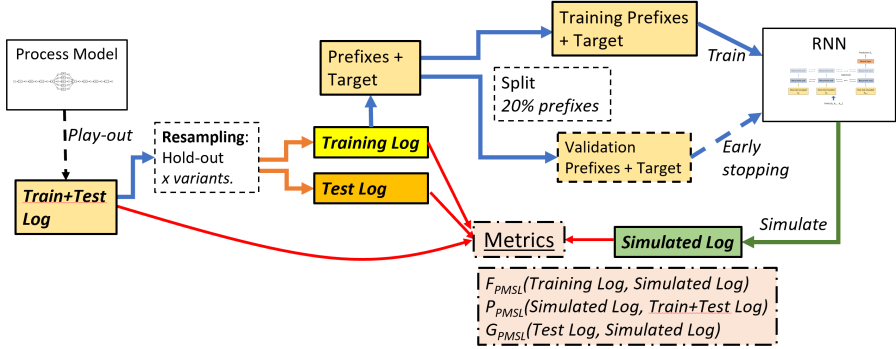 Process Model
Play-out
Train+Test
Log
Resampling:
Hold-out
x variants.
Prefixes +
Target
Training Log
Test Log
Training Prefixes
+ Target
Split
20% prefixes
Validation
Prefixes + Target
Train
Early
stopping
RNN
Simulate
Simulated Log
Metrics
F_PMSL(Training Log, Simulated Log)
P_PMSL(Simulated Log, Train+Test Log)
G_PMSL(Test Log, Simulated Log)